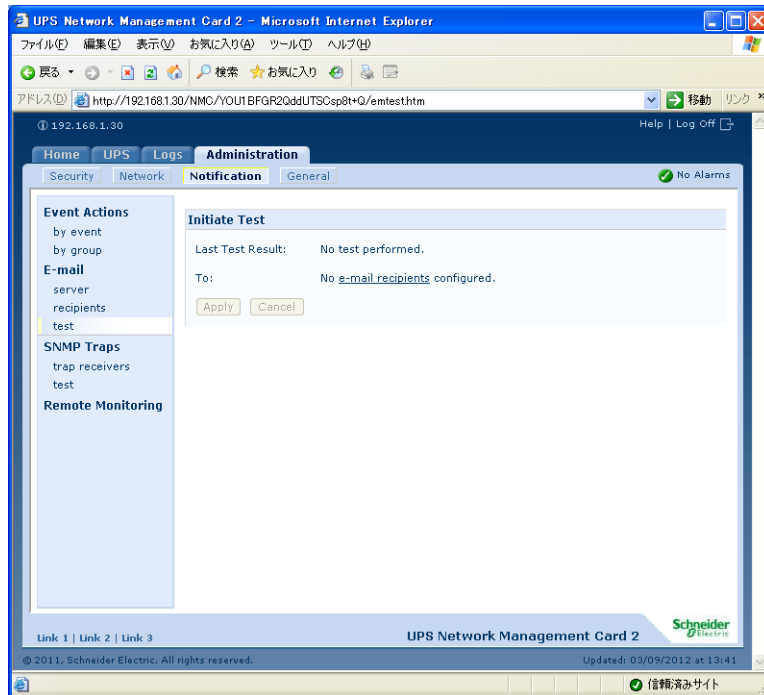 UPS Network Management Card 2 - Microsoft Internet Explorer
ファイル(F) 編集(E) 表示(V) お気に入り(A) ツール(T) ヘルプ(H)
戻る 検索 お気に入り
アドレス(D) http://192.168.1.30/NMC/YOU1BFGR2QddUTSCsp8t+Q/emtest.htm 移動 リンク »
192.168.1.30 Help | Log Off
Home UPS Logs Administration
Security Network Notification General No Alarms
Event Actions
by event
by group
E-mail
server
recipients
test
SNMP Traps
trap receivers
test
Remote Monitoring
Initiate Test
Last Test Result: No test performed.
To: No e-mail recipients configured.
Apply Cancel
Link 1 | Link 2 | Link 3
UPS Network Management Card 2
Schneider Electric
© 2011, Schneider Electric. All rights reserved. Updated: 03/09/2012 at 13:41
信頼済みサイト